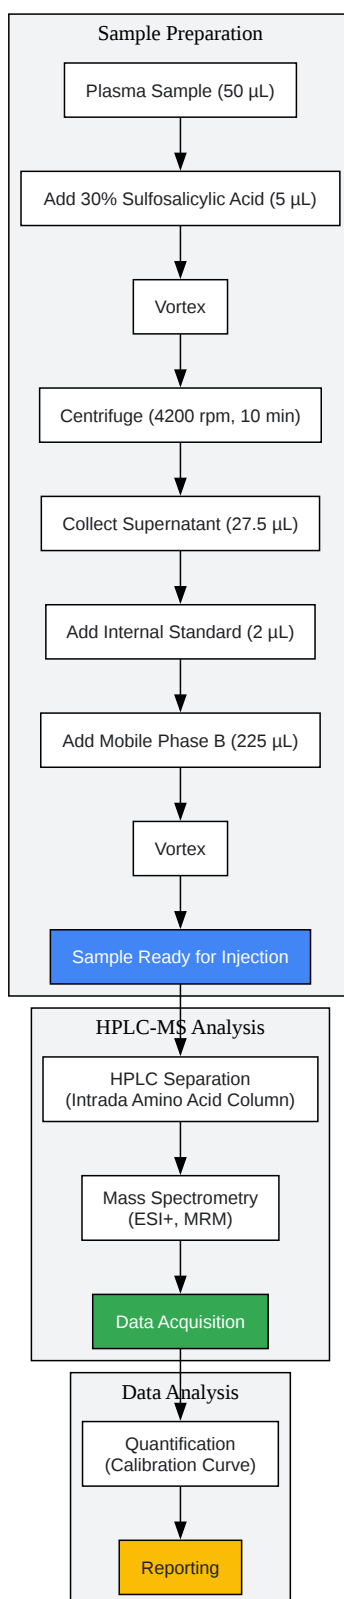 Sample Preparation
Plasma Sample (50 µL)
Add 30% Sulfosalicylic Acid (5 µL)
Vortex
Centrifuge (4200 rpm, 10 min)
Collect Supernatant (27.5 µL)
Add Internal Standard (2 µL)
Add Mobile Phase B (225 µL)
Vortex
Sample Ready for Injection
HPLC-MS Analysis
HPLC Separation
(Intrada Amino Acid Column)
Mass Spectrometry
(ESI+, MRM)
Data Acquisition
Data Analysis
Quantification
(Calibration Curve)
Reporting